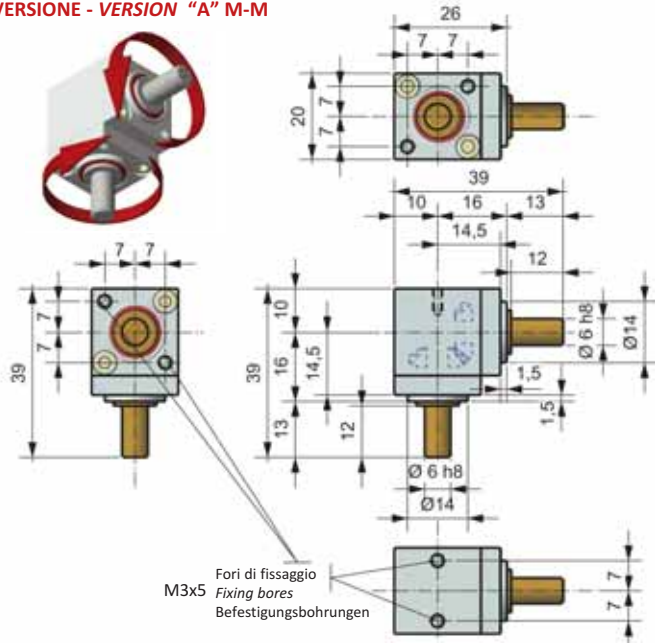 VERSIONE - VERSION “A” M-M
26
7 7
20
7
7
39
10 16 13
14,5
12
7 7
39
7
7
39
10
16
13
14,5
12
Ø 6 h8
Ø14
1,5
1,5
Ø 6 h8
Ø14
M3x5
Fori di fissaggio
Fixing bores
Befestigungsbohrungen
7
7